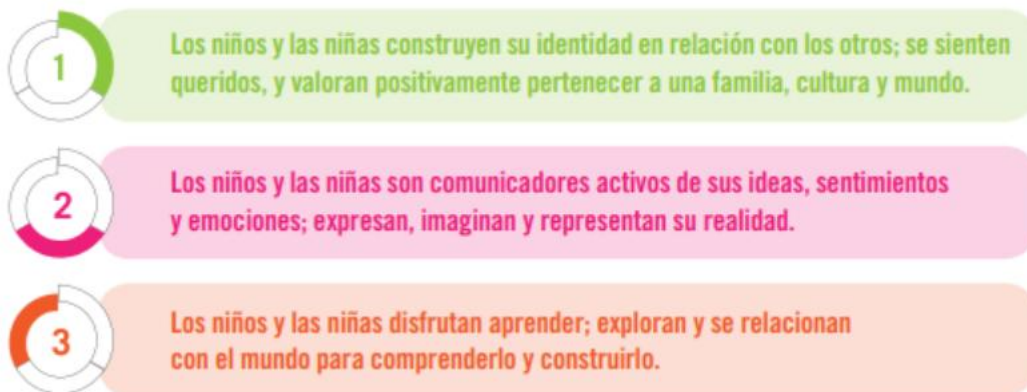 1
Los niños y las niñas construyen su identidad en relación con los otros; se sienten
queridos, y valoran positivamente pertenecer a una familia, cultura y mundo.
2
Los niños y las niñas son comunicadores activos de sus ideas, sentimientos
y emociones; expresan, imaginan y representan su realidad.
3
Los niños y las niñas disfrutan aprender; exploran y se relacionan
con el mundo para comprenderlo y construirlo.